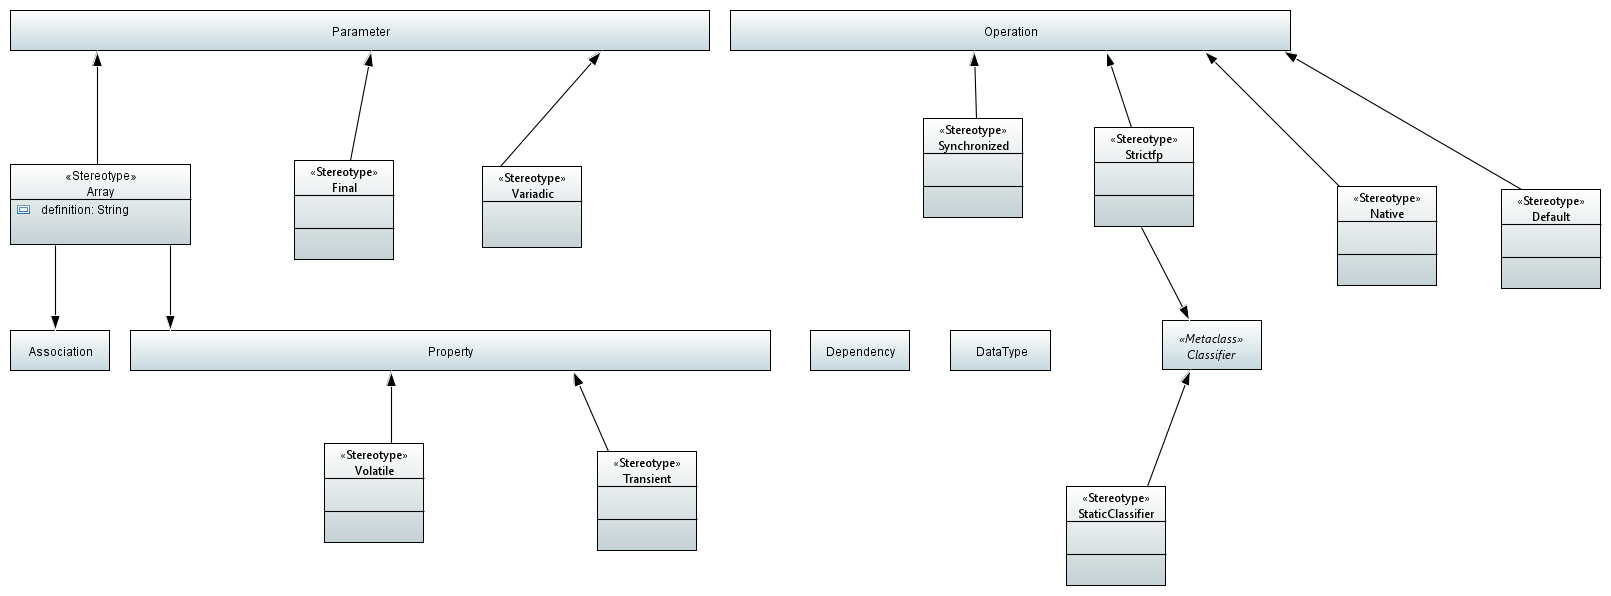 Parameter
Operation
«Stereotype»
Synchronized
«Stereotype»
Strictfp
«Stereotype»
Array
definition: String
«Stereotype»
Final
«Stereotype»
Variadic
«Stereotype»
Native
«Stereotype»
Default
Association
Property
Dependency
DataType
«Metaclass»
Classifier
«Stereotype»
Volatile
«Stereotype»
Transient
«Stereotype»
StaticClassifier